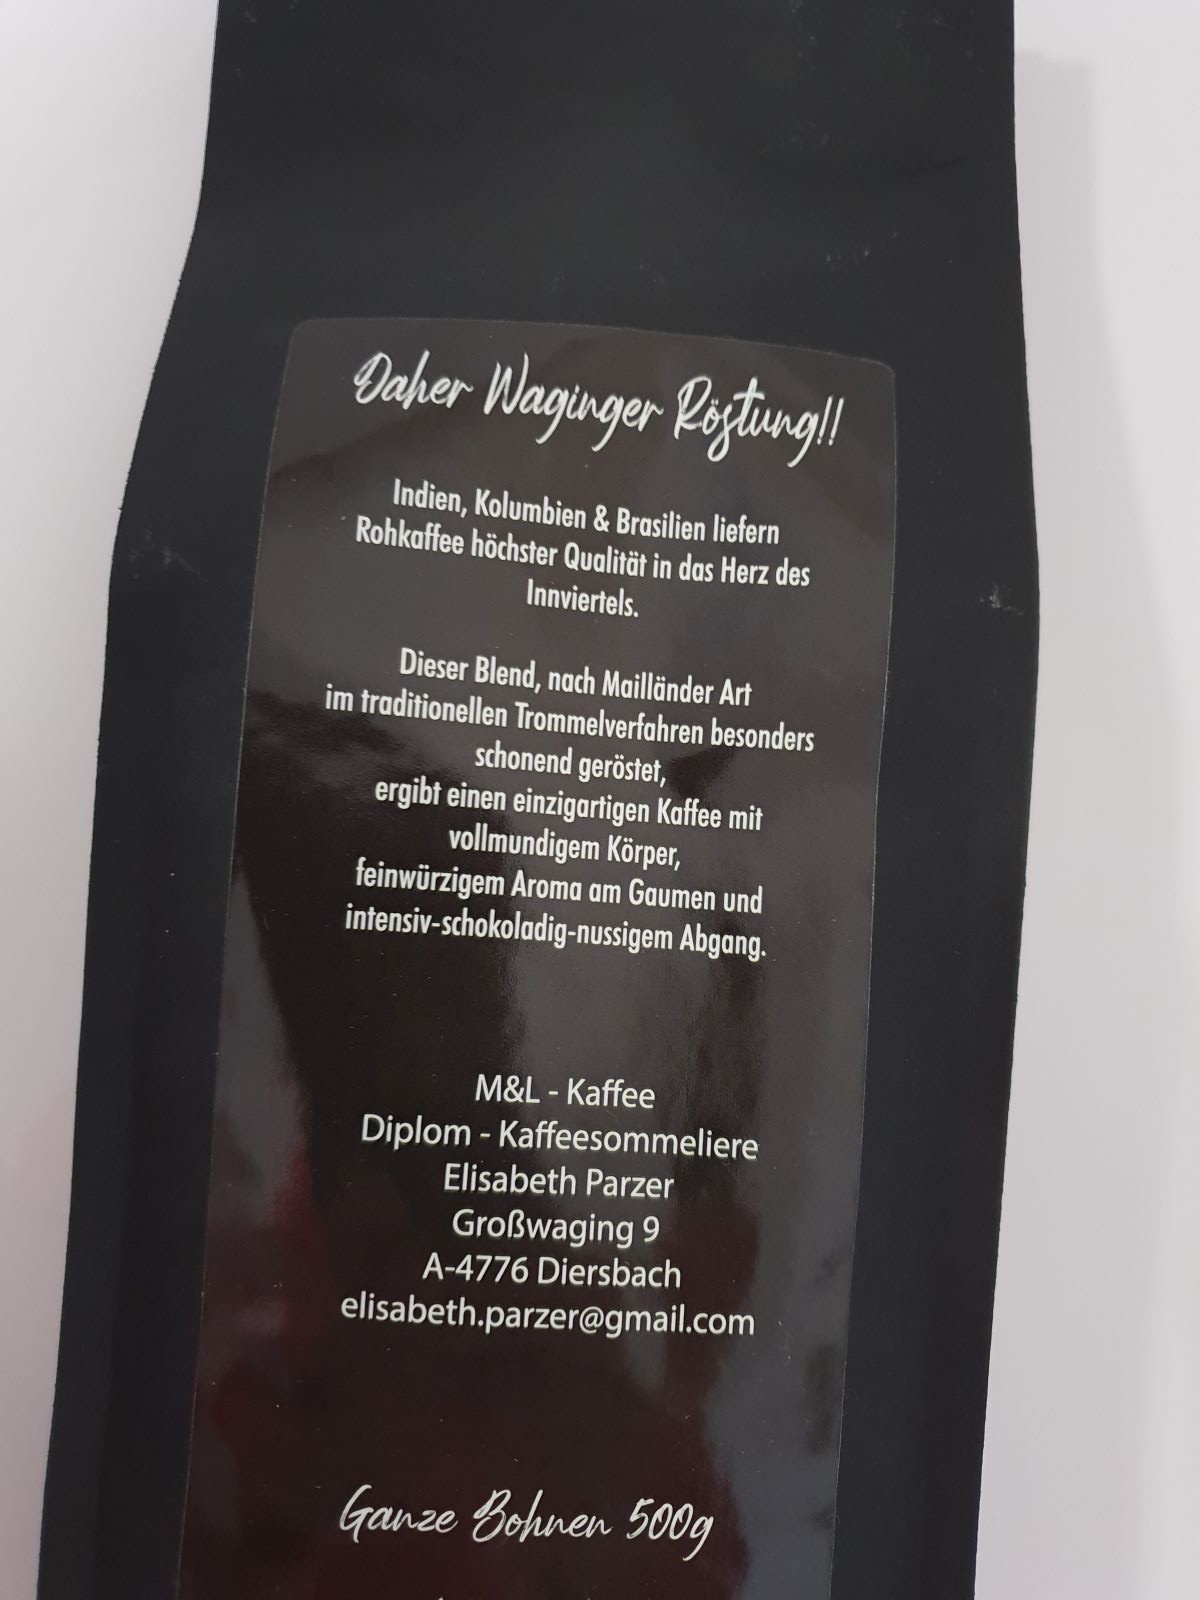 Daher Waginger Röstung!!
Indien, Kolumbien & Brasilien liefern
Rohkaffee höchster Qualität in das Herz des
Innviertels.
Dieser Blend, nach Mailländer Art
im traditionellen Trommelverfahren besonders
schonend geröstet,
ergibt einen einzigartigen Kaffee mit
vollmundigem Körper,
feinwürzigem Aroma am Gaumen und
intensiv-schokoladig-nussigem Abgang.
M&L - Kaffee
Diplom - Kaffeesommeliere
Elisabeth Parzer
Großwaging 9
A-4776 Diersbach
elisabeth.parzer@gmail.com
Ganze Bohnen 500g